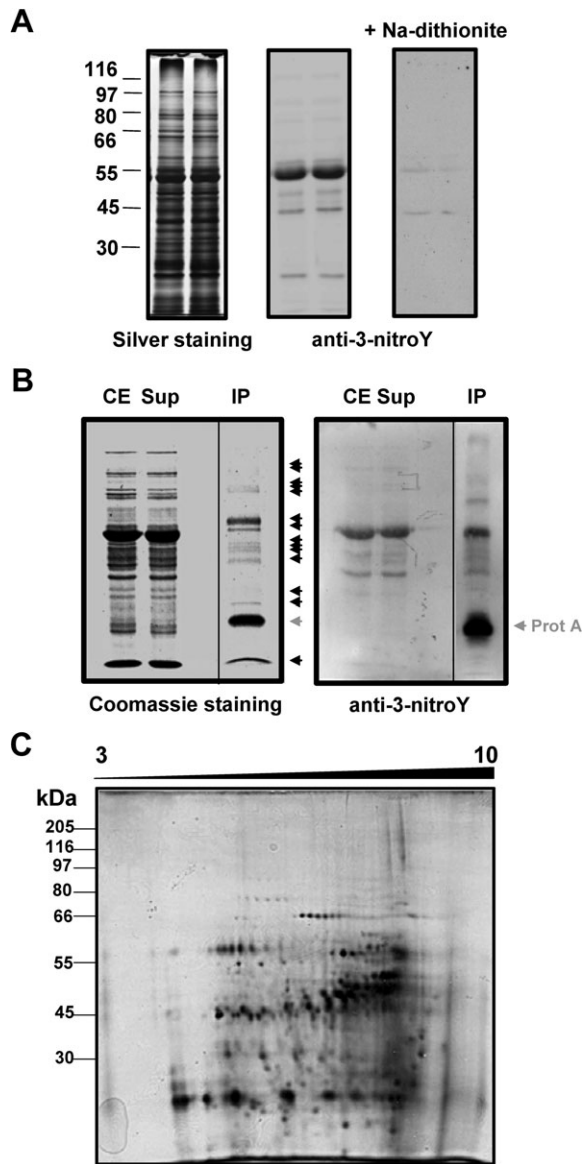 A
+ Na-dithionite
116
97
80
66
55
45
30
Silver staining
anti-3-nitroY
B
CE Sup IP
CE Sup IP
Prot A
Coomassie staining
anti-3-nitroY
C
3
10
kDa
205
116
97
80
66
55
45
30